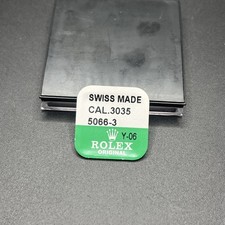 SWISS MADE
CAL.3035
5066-3
Y-06
ROLEX
ORIGINAL